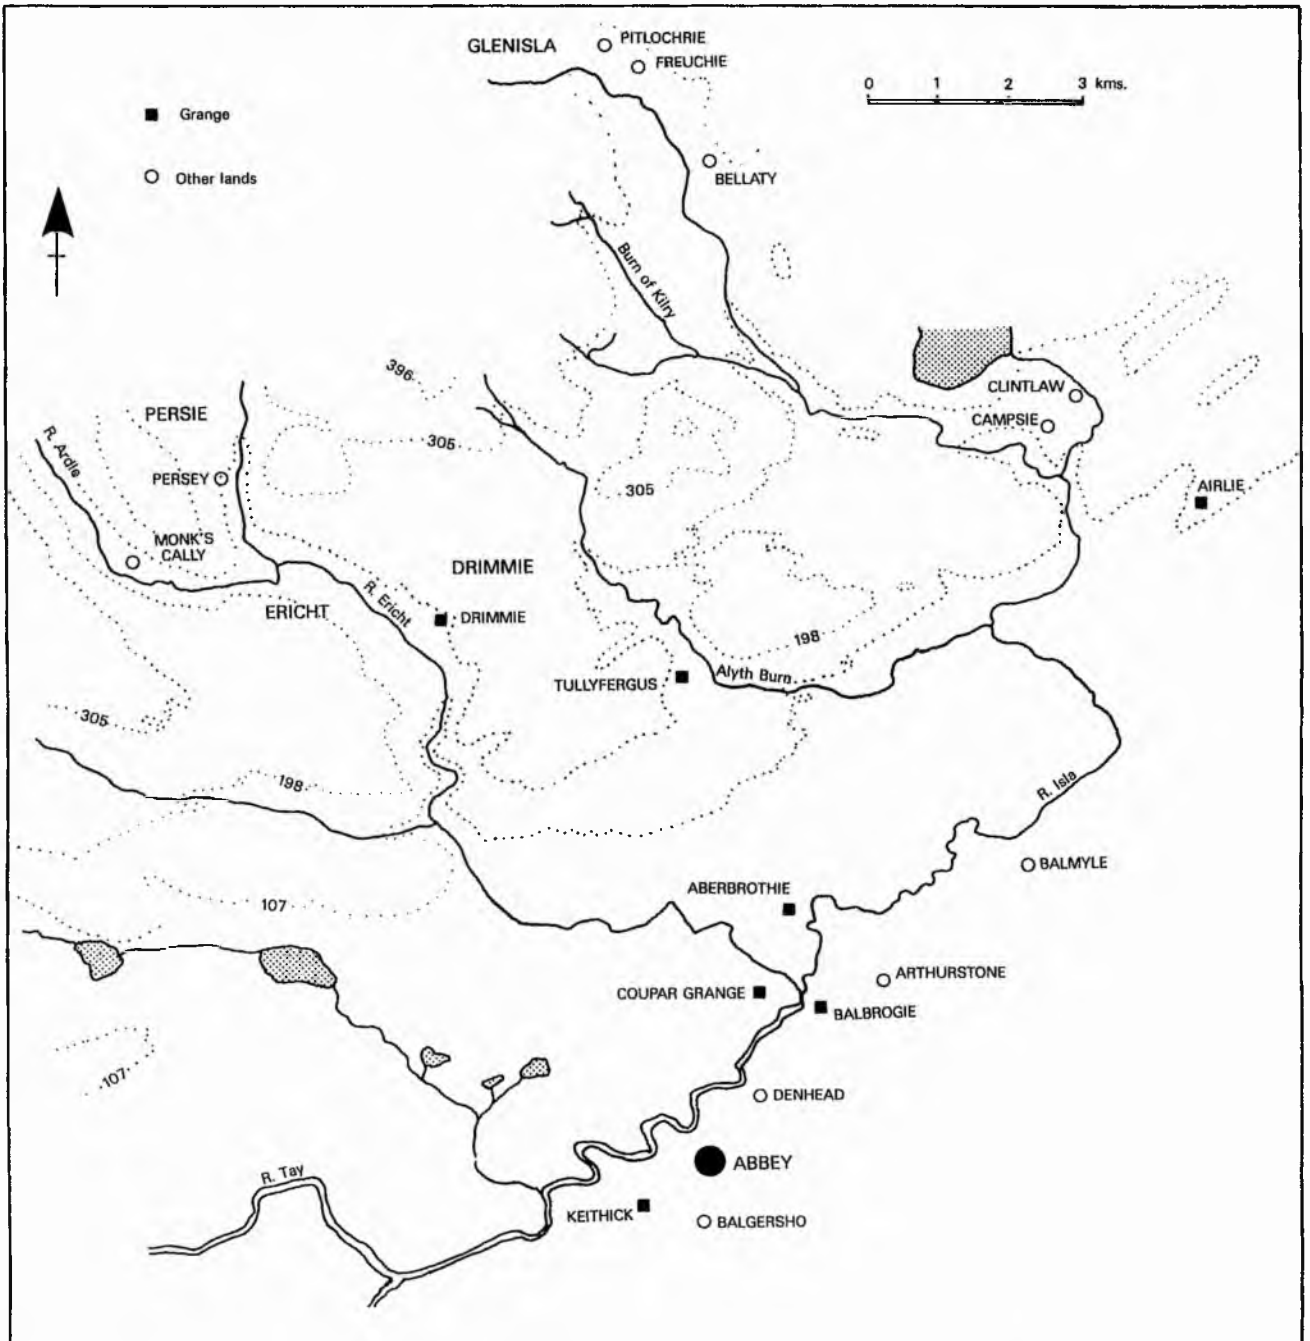 GLENISLA
PITLOCHRIE
FREUCHIE
0 1 2 3 kms.
Grange
Other lands
BELLATY
Burn of Kilry
396
CLINTLAW
CAMPSIE
PERSIE
R. Ardle
305
305
AIRLIE
PERSEY
MONK'S
CALLY
DRIMMIE
R. Ericht
ERICHT
DRIMMIE
198
TULLYFERGUS
Alyth Burn
305
198
R. Isla
BALMYLE
ABERBROTHIE
107
ARTHURSTONE
COUPAR GRANGE
BALBROGIE
107
DENHEAD
ABBEY
R. Tay
KEITHICK
BALGERSHO